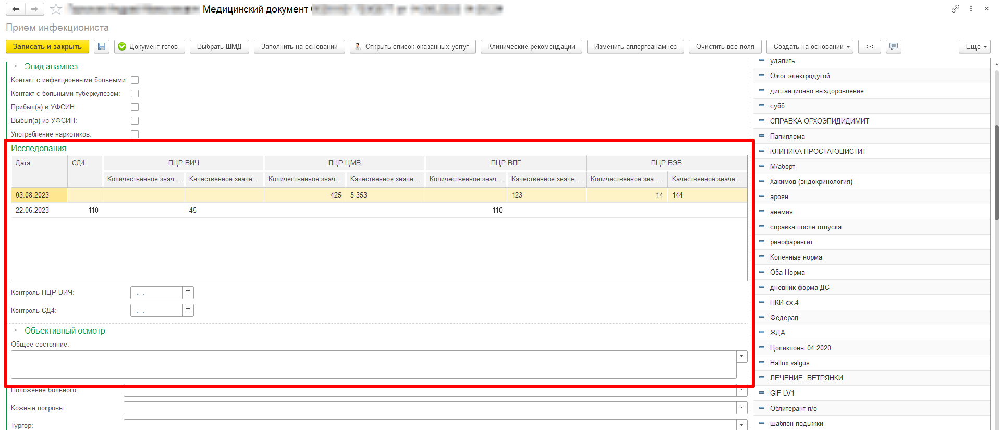 Медицинский документ
Прием инфекциониста
Записать и закрыть
Документ готов
Выбрать ШМД
Заполнить на основании
Открыть список оказанных услуг
Клинические рекомендации
Изменить аллергоанамнез
Очистить все поля
Создать на основании
><
Еще
Эпид анамнез
Контакт с инфекционными больными:
Контакт с больными туберкулезом:
Прибыл(а) в УФСИН:
Выбыл(а) из УФСИН:
Употребление наркотиков:
Исследования
Дата СД4 ПЦР ВИЧ ПЦР ЦМВ ПЦР ВПГ ПЦР ВЭБ
Количественное знач... Качественное значе... Количественное знач... Качественное значе... Количественное знач... Качественное значе... Количественное зна... Качественное значе...
03.08.2023 425 5 353 123 14 144
22.06.2023 110 45 110
Контроль ПЦР ВИЧ: . .
Контроль СД4: . .
Объективный осмотр
Общее состояние:
Положение больного:
Кожные покровы:
Тургор:
удалить
Ожог электродугой
дистанционно выздоровление
субб
СПРАВКА ОРХОЭПИДИДИМИТ
Папиллома
КЛИНИКА ПРОСТАТОЦИСТИТ
М/аборт
Хакимов (эндокринология)
ароян
анемия
справка после отпуска
ринофарингит
Коленные норма
Оба Норма
дневник форма ДС
НКИ сх.4
Федерал
ЖДА
Цоликлоны 04.2020
Hallux valgus
ЛЕЧЕНИЕ  ВЕТРЯНКИ
GIF-LV1
Облитерант п/о
шаблон лодыжки